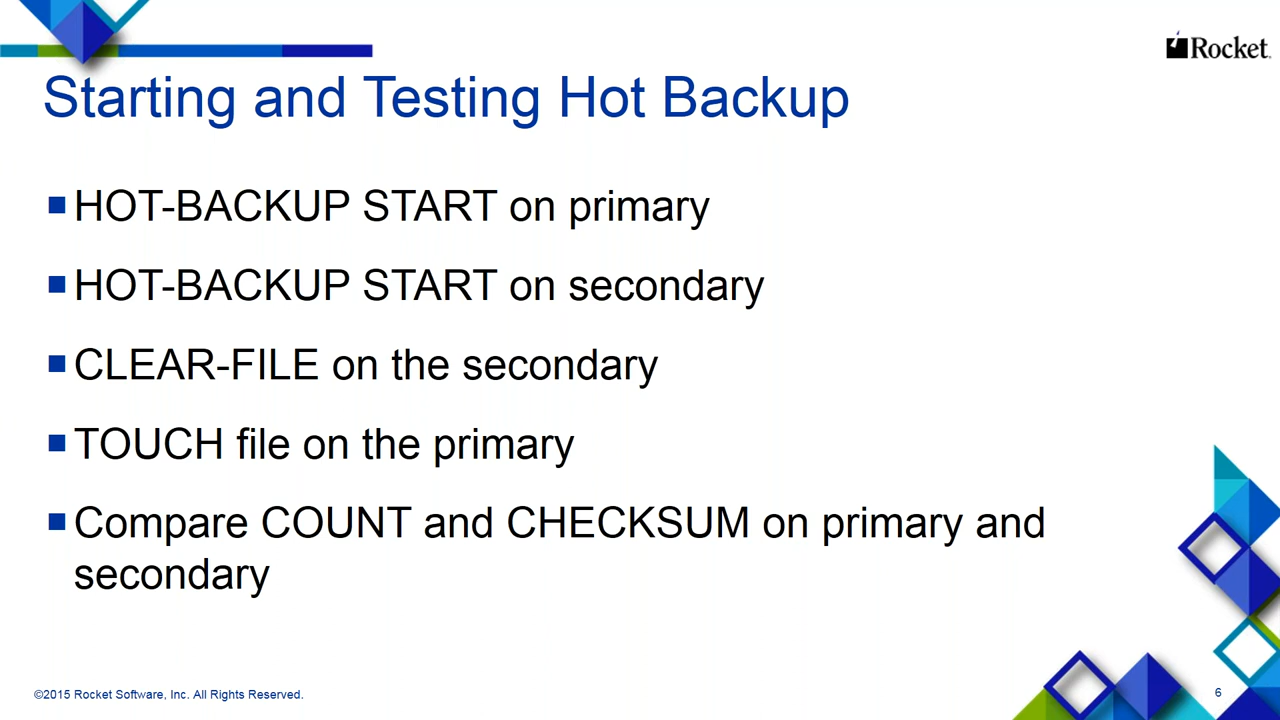 Rocket.
Starting and Testing Hot Backup
HOT-BACKUP START on primary
HOT-BACKUP START on secondary
CLEAR-FILE on the secondary
TOUCH file on the primary
Compare COUNT and CHECKSUM on primary and
secondary
©2015 Rocket Software, Inc. All Rights Reserved.
6